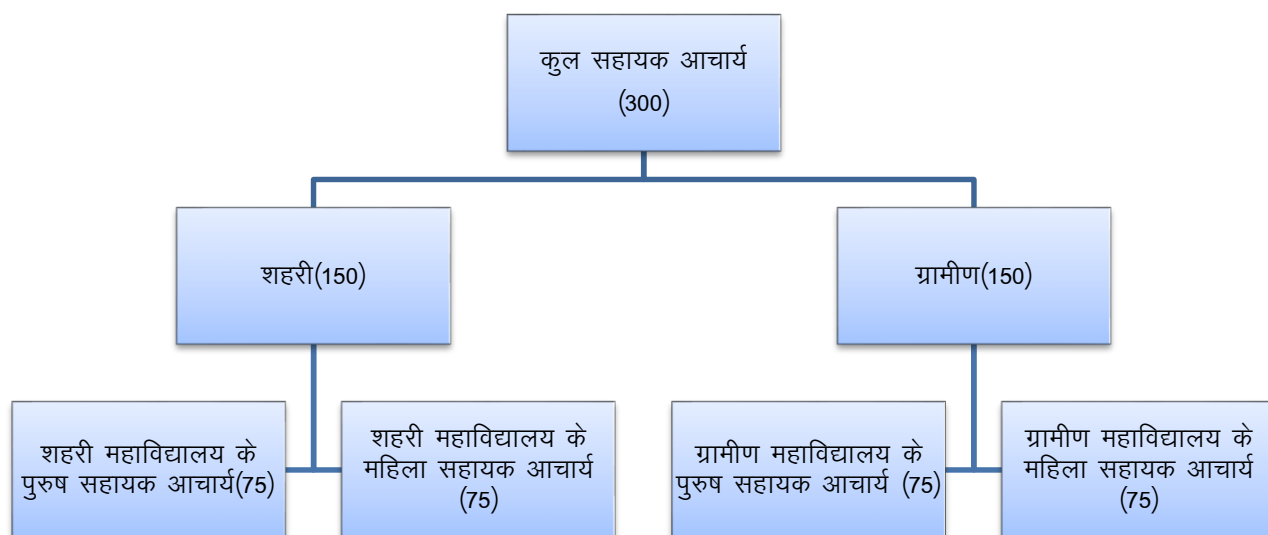 कुल सहायक आचार्य
(300)
शहरी(150)
ग्रामीण(150)
शहरी महाविद्यालय के
पुरुष सहायक आचार्य(75)
शहरी महाविद्यालय के
महिला सहायक आचार्य
(75)
ग्रामीण महाविद्यालय के
पुरुष सहायक आचार्य (75)
ग्रामीण महाविद्यालय के
महिला सहायक आचार्य
(75)